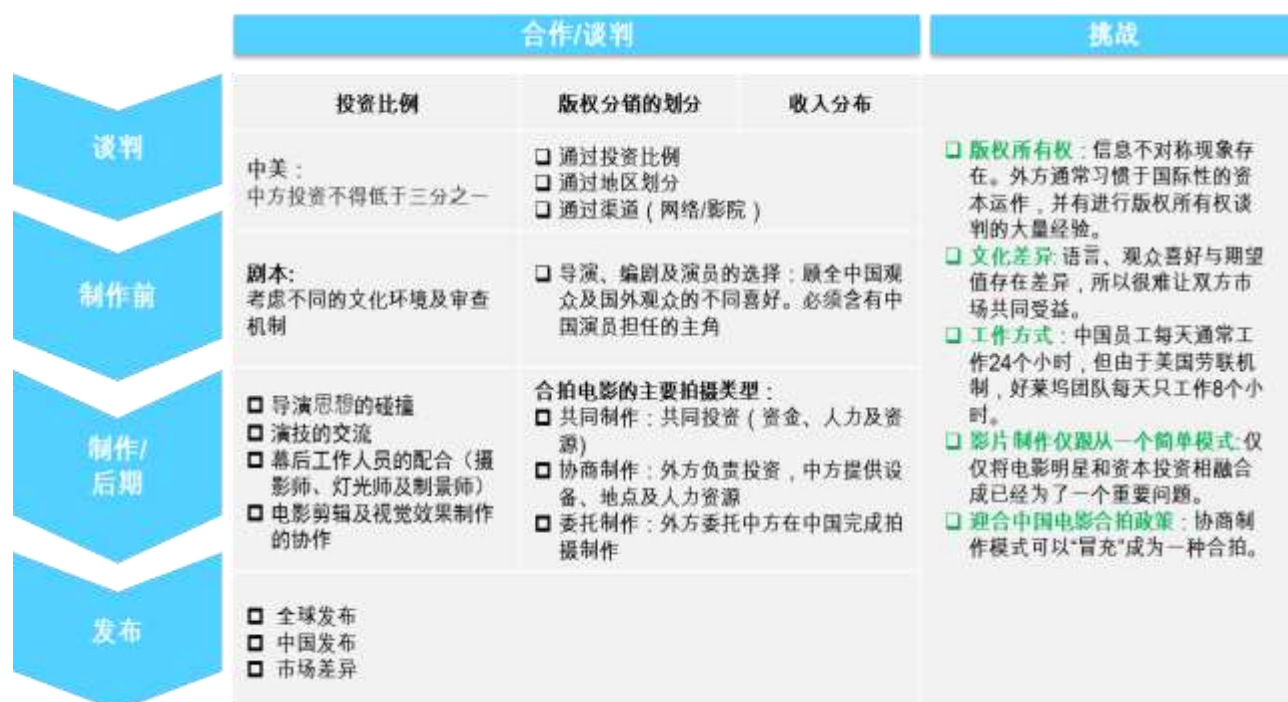 合作/谈判
挑战
谈判
投资比例
版权分销的划分
收入分布
中美：
中方投资不得低于三分之一
❑ 通过投资比例
❑ 通过地区划分
❑ 通过渠道（网络/影院）
制作前
剧本:
考虑不同的文化环境及审查
机制
❑ 导演、编剧及演员的选择：顾全中国观
众及国外观众的不同喜好。必须含有中
国演员担任的主角
制作/
后期
❑ 导演思想的碰撞
❑ 演技的交流
❑ 幕后工作人员的配合（摄
影师、灯光师及制景师）
❑ 电影剪辑及视觉效果制作
的协作
合拍电影的主要拍摄类型：
❑ 共同制作：共同投资（资金、人力及资
源)
❑ 协商制作：外方负责投资，中方提供设
备、地点及人力资源
❑ 委托制作：外方委托中方在中国完成拍
摄制作
发布
❑ 全球发布
❑ 中国发布
❑ 市场差异
❑ 版权所有权：信息不对称现象存
在。外方通常习惯于国际性的资
本运作，并有进行版权所有权谈
判的大量经验。
❑ 文化差异:语言、观众喜好与期望
值存在差异，所以很难让双方市
场共同受益。
❑ 工作方式：中国员工每天通常工
作24个小时，但由于美国劳联机
制，好莱坞团队每天只工作8个小
时。
❑ 影片制作仅跟从一个简单模式:仅
仅将电影明星和资本投资相融合
成已经为了一个重要问题。
❑ 迎合中国电影合拍政策：协商制
作模式可以“冒充”成为一种合拍。